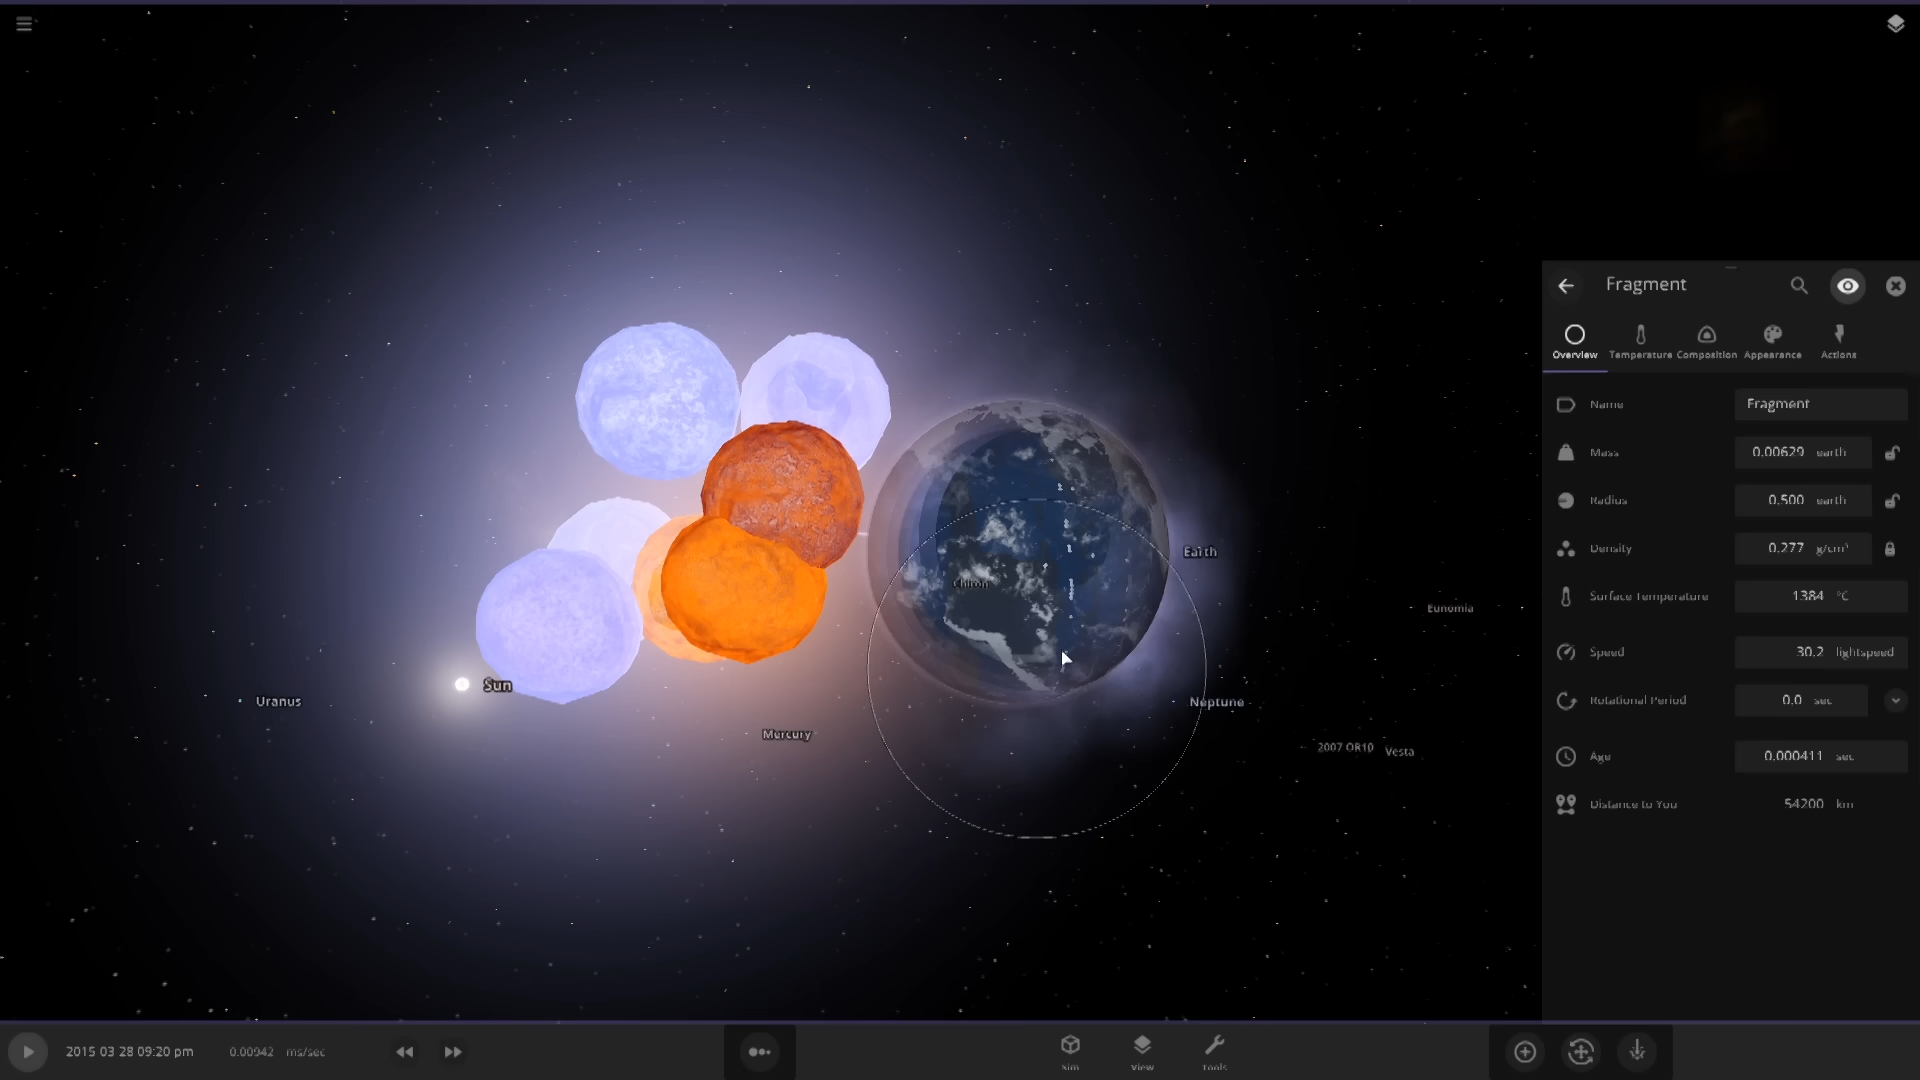 Fragment
Overview Temperature Composition Appearance Actions
Name Fragment
Mass 0.00629 earth
Radius 0.500 earth
Density 0.277 g/cm³
Surface Temperature 1384 °C
Speed 30.2 lightspeed
Rotational Period 0.0 sec
Age 0.000411 sec
Distance to You 54200 km
Earth
Chiron
Eunomia
Sun
Uranus
Neptune
Mercury
2007 OR10 Vesta
2015 03 28 09:20 pm 0.00942 ms/sec
Sim View Tools